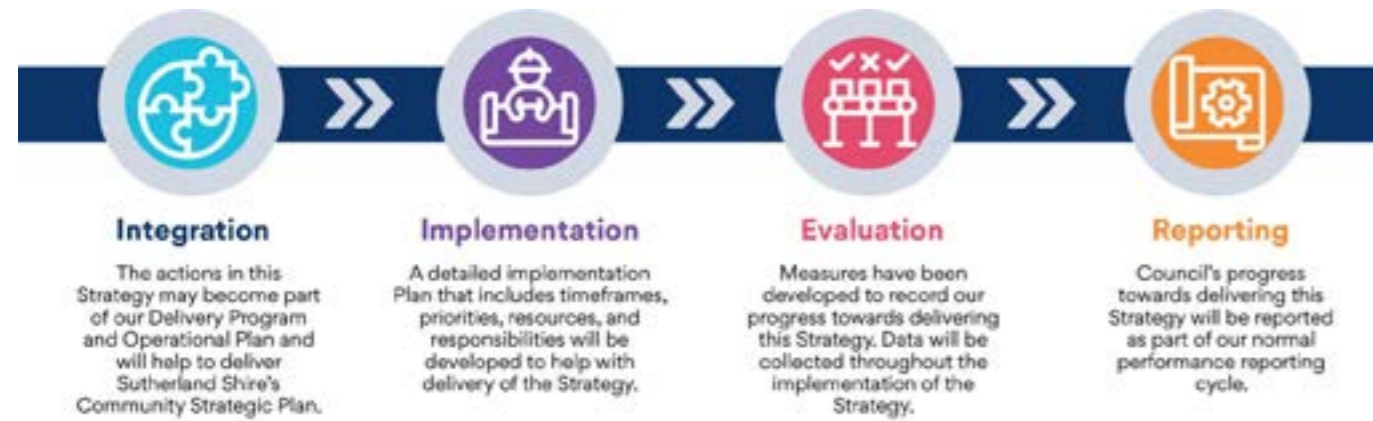 Integration
The actions in this
Strategy may become part
of our Delivery Program
and Operational Plan and
will help to deliver
Sutherland Shire's
Community Strategic Plan.
Implementation
A detailed implementation
Plan that includes timeframes,
priorities, resources, and
responsibilities will be
developed to help with
delivery of the Strategy.
Evaluation
Measures have been
developed to record our
progress towards delivering
this Strategy. Data will be
collected throughout the
implementation of the
Strategy.
Reporting
Council's progress
towards delivering this
Strategy will be reported
as part of our normal
performance reporting
cycle.